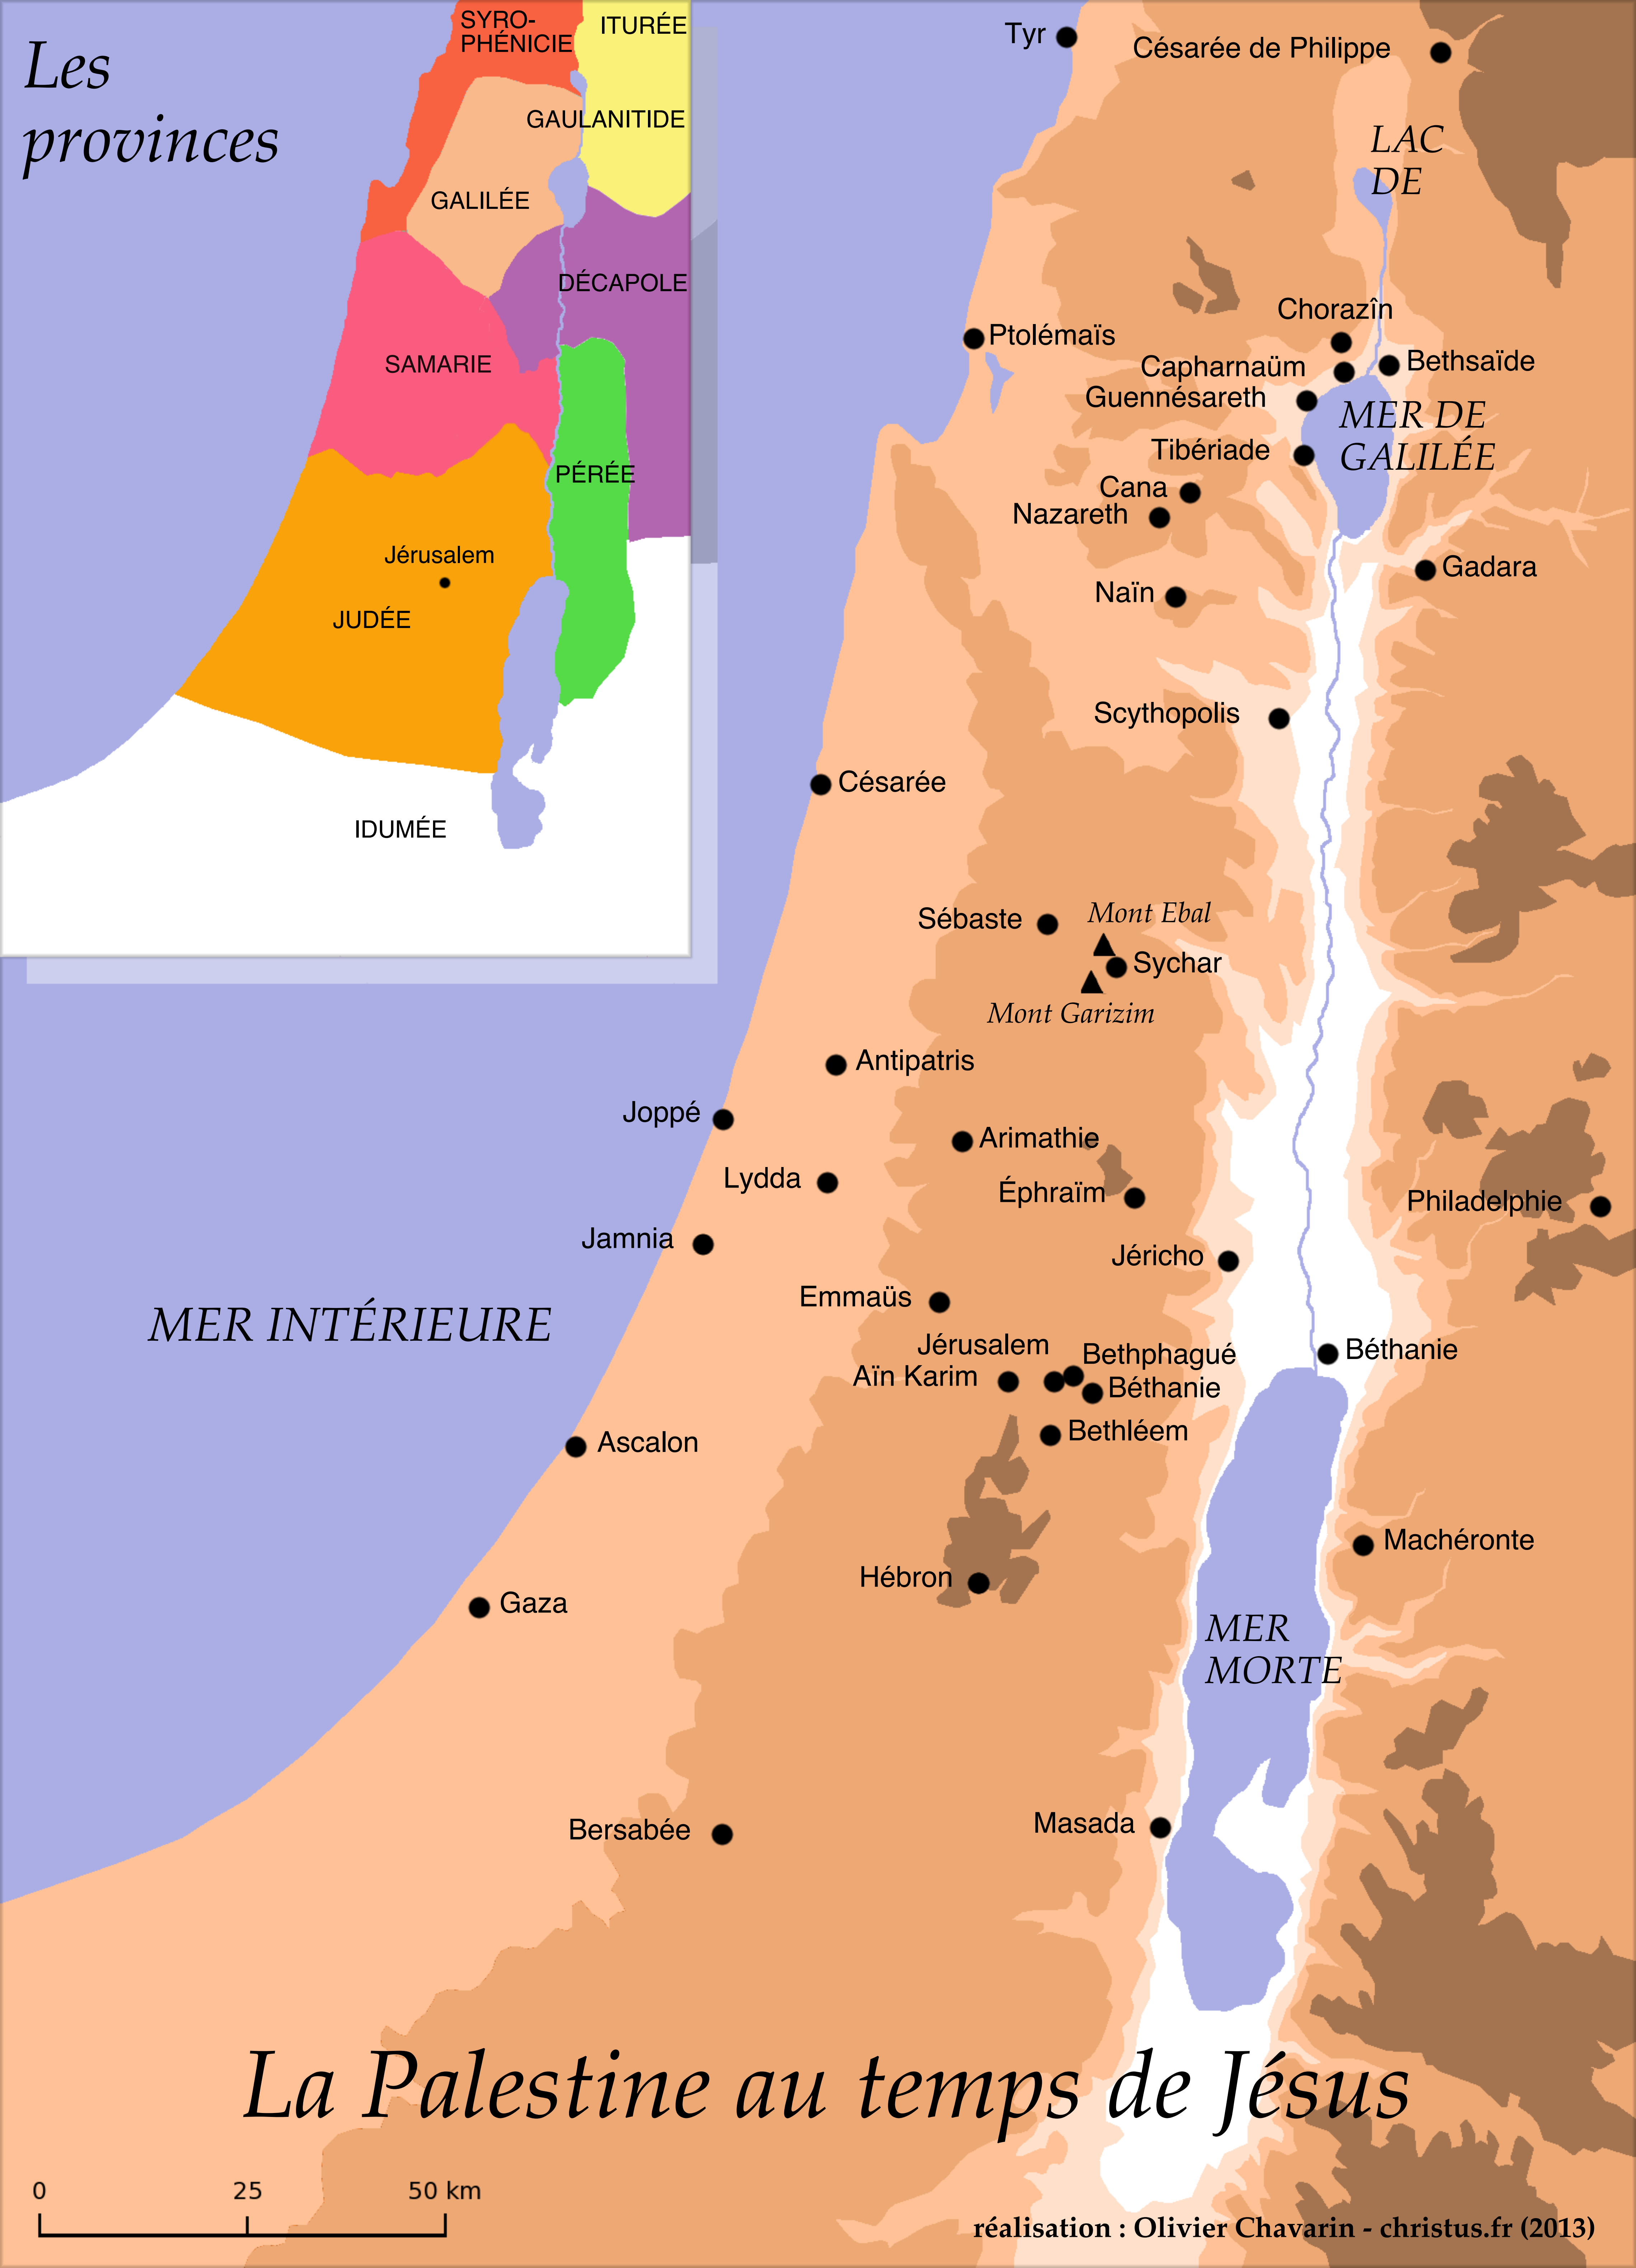 Les
provinces
SYRO-
PHÉNICIE
ITURÉE
GAULANITIDE
GALILÉE
DÉCAPOLE
SAMARIE
PÉRÉE
Jérusalem
JUDÉE
IDUMÉE
Tyr
Césarée de Philippe
LAC
DE
Chorazîn
Ptolémaïs
Capharnaüm
Bethsaïde
Guennésareth
MER DE
GALILÉE
Tibériade
Cana
Nazareth
Gadara
Naïn
Scythopolis
Césarée
Mont Ebal
Sébaste
Sychar
Mont Garizim
Antipatris
Joppé
Arimathie
Lydda
Éphraïm
Philadelphie
Jamnia
Jéricho
Emmaüs
MER INTÉRIEURE
Jérusalem
Bethphagué
Béthanie
Aïn Karim
Béthanie
Bethléem
Ascalon
Machéronte
Hébron
Gaza
MER
MORTE
Masada
Bersabée
La Palestine au temps de Jésus
0 25 50 km
réalisation : Olivier Chavarin - christus.fr (2013)